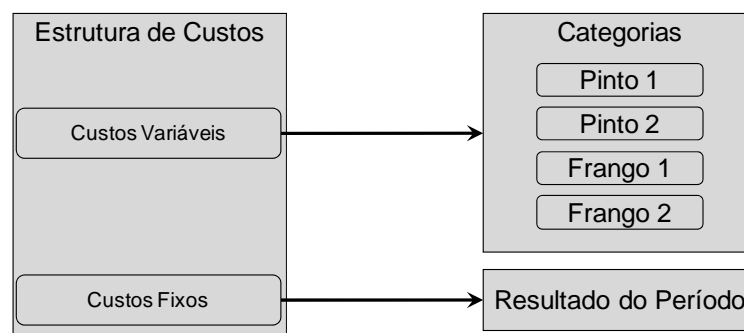 Estrutura de Custos
Custos Variáveis
Custos Fixos
Categorias
Pinto 1
Pinto 2
Frango 1
Frango 2
Resultado do Período